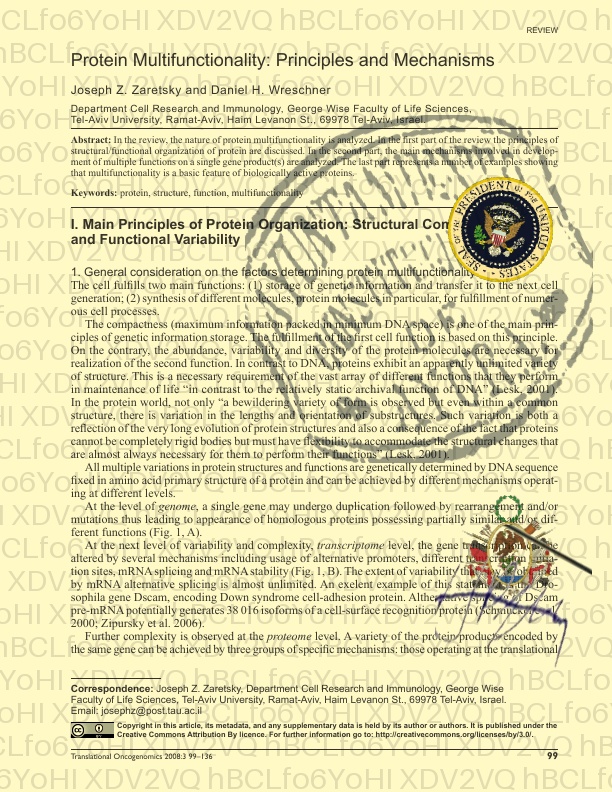 REVIEW
Protein Multifunctionality: Principles and Mechanisms
Joseph Z. Zaretsky and Daniel H. Wreschner
Department Cell Research and Immunology, George Wise Faculty of Life Sciences,
Tel-Aviv University, Ramat-Aviv, Haim Levanon St., 69978 Tel-Aviv, Israel.
Abstract: In the review, the nature of protein multifunctionality is analyzed. In the first part of the review the principles of
structural/functional organization of protein are discussed. In the second part, the main mechanisms involved in develop-
ment of multiple functions on a single gene product(s) are analyzed. The last part represents a number of examples showing
that multifunctionality is a basic feature of biologically active proteins.
Keywords: protein, structure, function, multifunctionality
I. Main Principles of Protein Organization: Structural
and Functional Variability
1. General consideration on the factors determining protein multifunctionality
The cell fulfills two main functions: (1) storage of genetic information and transfer it to the next cell
generation; (2) synthesis of different molecules, protein molecules in particular, for fulfillment of numer-
ous cell processes.
The compactness (maximum information packed in minimum DNA space) is one of the main prin-
ciples of genetic information storage. The fulfillment of the first cell function is based on this principle.
On the contrary, the abundance, variability and diversity of the protein molecules are necessary for
realization of the second function. In contrast to DNA, proteins exhibit an apparently unlimited variety
of structure. This is a necessary requirement of the vast array of different functions that they perform
in maintenance of life “in contrast to the relatively static archival function of DNA” (Lesk, 2001).
In the protein world, not only “a bewildering variety of form is observed but even within a common
structure, there is variation in the lengths and orientation of substructures. Such variation is both a
reflection of the very long evolution of protein structures and also a consequence of the fact that proteins
cannot be completely rigid bodies but must have flexibility to accommodate the structural changes that
are almost always necessary for them to perform their functions” (Lesk, 2001).
All multiple variations in protein structures and functions are genetically determined by DNA sequence
fixed in amino acid primary structure of a protein and can be achieved by different mechanisms operat-
ing at different levels.
At the level of genome, a single gene may undergo duplication followed by rearrangement and/or
mutations thus leading to appearance of homologous proteins possessing partially similar and/or dif-
ferent functions (Fig. 1, A).
At the next level of variability and complexity, transcriptome level, the gene be
altered by several mechanisms including usage of alternative promoters, different
tion sites, mRNA splicing and mRNA stability (Fig. 1, B). The extent of variability
by mRNA alternative splicing is almost unlimited. An exelent example of this Dro-
sophila gene Dscam, encoding Down syndrome cell-adhesion protein. of Dscam
pre-mRNA potentially generates 38 016 isoforms of a cell-surface recognition protein
2000; Zipursky et al. 2006).
Further complexity is observed at the proteome level. A variety of the protein products encoded by
the same gene can be achieved by three groups of specific mechanisms: those operating at the translational
Correspondence: Joseph Z. Zaretsky, Department Cell Research and Immunology, George Wise
Faculty of Life Sciences, Tel-Aviv University, Ramat-Aviv, Haim Levanon St., 69978 Tel-Aviv, Israel.
Email: josephz@post.tau.ac.il
Copyright in this article, its metadata, and any supplementary data is held by its author or authors. It is published under the
Creative Commons Attribution By licence. For further information go to: http://creativecommons.org/licenses/by/3.0/.
Translational Oncogenomics 2008:3 99–136
99
SEAL OF THE PRESIDENT OF THE UNITED STATES
hBCLfo6YoHI XDV2VQ